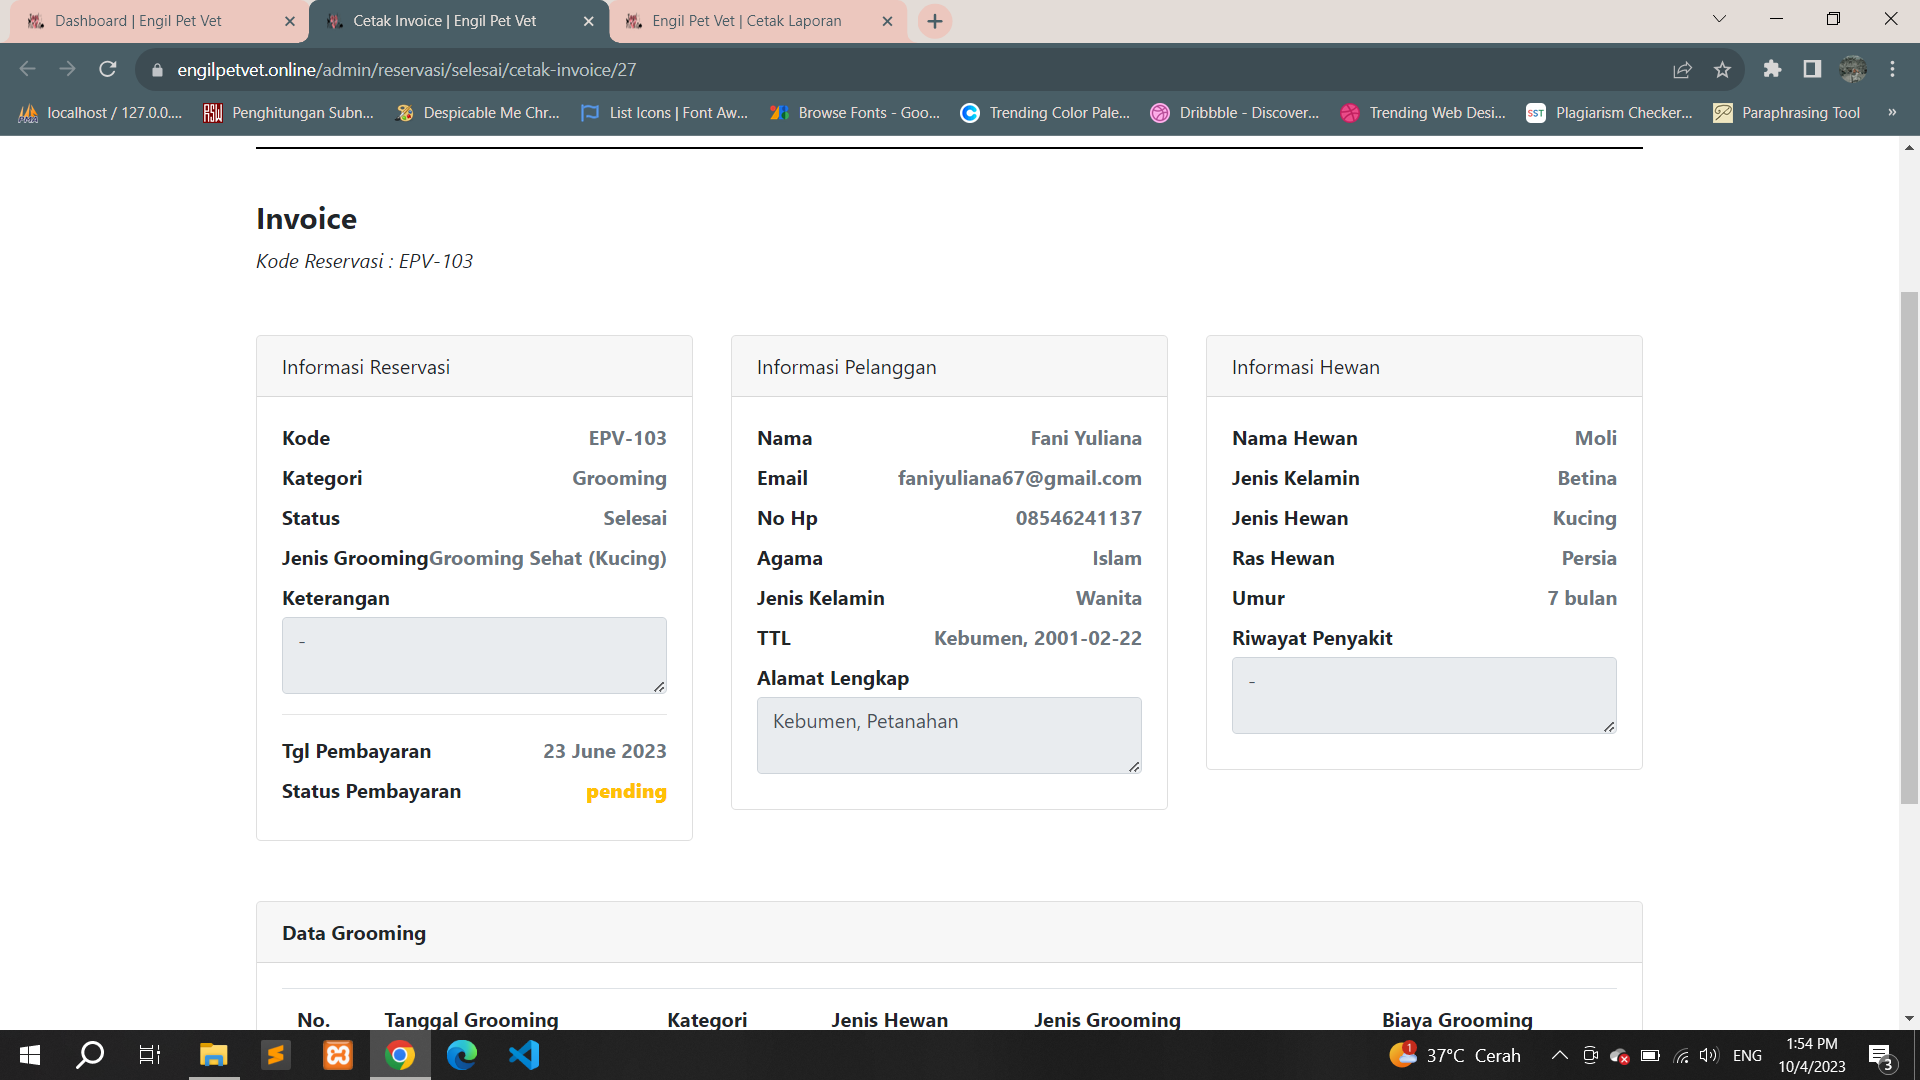 Dashboard | Engil Pet Vet
Cetak Invoice | Engil Pet Vet
Engil Pet Vet | Cetak Laporan
engilpetvet.online/admin/reservasi/selesai/cetak-invoice/27
localhost / 127.0.0....
RSW
Penghitungan Subn...
Despicable Me Chr...
List Icons | Font Aw...
Browse Fonts - Goo...
Trending Color Pale...
Dribbble - Discover...
Trending Web Desi...
SST
Plagiarism Checker...
Paraphrasing Tool
»
Invoice
Kode Reservasi : EPV-103
Informasi Reservasi
Kode EPV-103
Kategori Grooming
Status Selesai
Jenis Grooming Grooming Sehat (Kucing)
Keterangan
-
Tgl Pembayaran 23 June 2023
Status Pembayaran pending
Informasi Pelanggan
Nama Fani Yuliana
Email faniyuliana67@gmail.com
No Hp 08546241137
Agama Islam
Jenis Kelamin Wanita
TTL Kebumen, 2001-02-22
Alamat Lengkap
Kebumen, Petanahan
Informasi Hewan
Nama Hewan Moli
Jenis Kelamin Betina
Jenis Hewan Kucing
Ras Hewan Persia
Umur 7 bulan
Riwayat Penyakit
-
Data Grooming
No. Tanggal Grooming Kategori Jenis Hewan Jenis Grooming Biaya Grooming
1
37°C Cerah
ENG
1:54 PM
10/4/2023
3